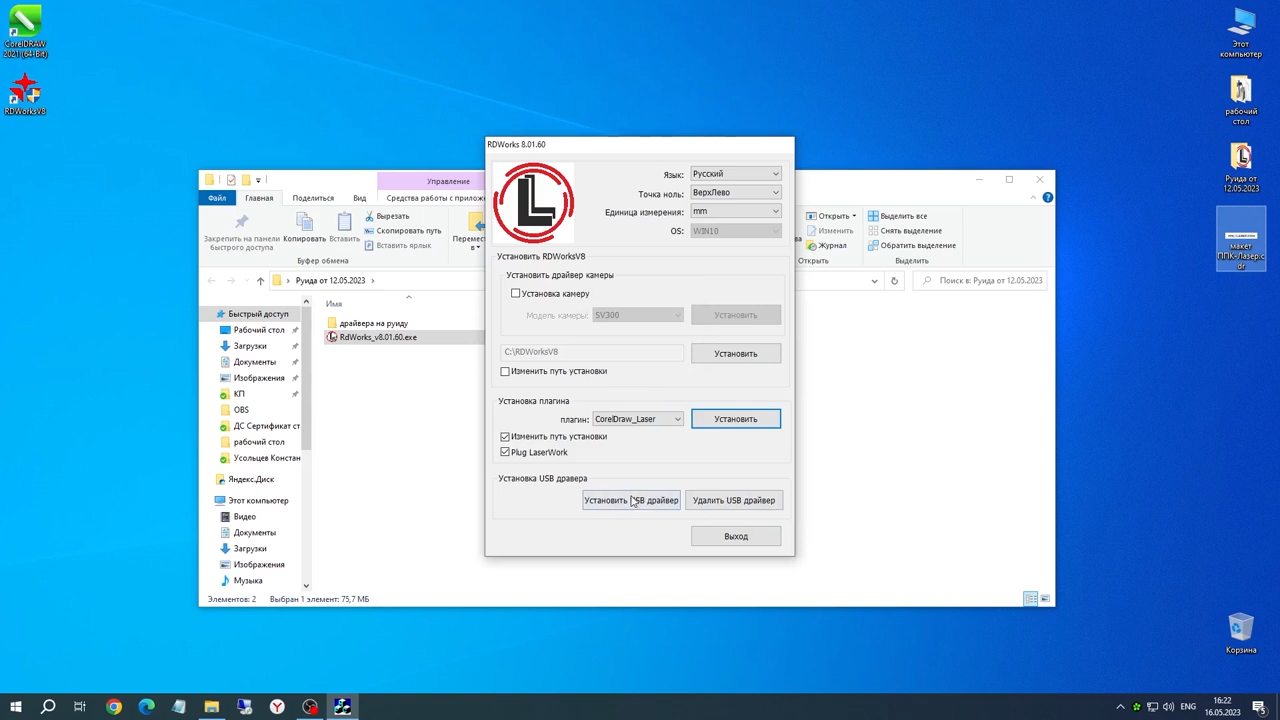 CorelDRAW
2021 (64-Bit)
RDWorksV8
Этот
компьютер
рабочий
стол
Руида от
12.05.2023
макет
ППК-Лазер.c
dr
Корзина
Управление
Файл
Главная
Поделиться
Вид
Средства работы с прилож
Закрепить на панели
быстрого доступа
Копировать
Вставить
Вырезать
Скопировать путь
Вставить ярлык
Буфер обмена
Перемест
в
Открыть
Изменить
Журнал
Открыть
Выделить все
Снять выделение
Обратить выделение
Выделить
Руида от 12.05.2023
Поиск в: Руида от 12.05.2023
Быстрый доступ
Рабочий стол
Загрузки
Документы
Изображения
КП
OBS
ДС Сертификат ст
рабочий стол
Усольцев Констан
Яндекс.Диск
Этот компьютер
Видео
Документы
Загрузки
Изображения
Музыка
Имя
драйвера на руиду
RdWorks_v8.01.60.exe
Элементов: 2
Выбран 1 элемент: 75,7 МБ
RDWorks 8.01.60
L
Язык:
Русский
Точка ноль:
ВерхЛево
Единица измерения:
mm
OS:
WIN10
Установить RDWorksV8
Установить драйвер камеры
Установка камеру
Модель камеры:
SV300
Установить
C:\RDWorksV8
Установить
Изменить путь установки
Установка плагина
плагин:
CorelDraw_Laser
Установить
Изменить путь установки
Plug LaserWork
Установка USB дравера
Установить USB драйвер
Удалить USB драйвер
Выход
ENG
16:22
16.05.2023